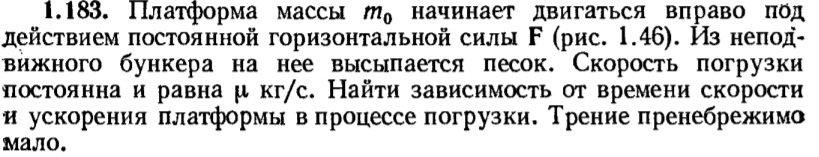 1.183. Платформа массы m₀ начинает двигаться вправо под
действием постоянной горизонтальной силы F (рис. 1.46). Из непод-
вижного бункера на нее высыпается песок. Скорость погрузки
постоянна и равна μ кг/с. Найти зависимость от времени скорости
и ускорения платформы в процессе погрузки. Трение пренебрежимо
мало.